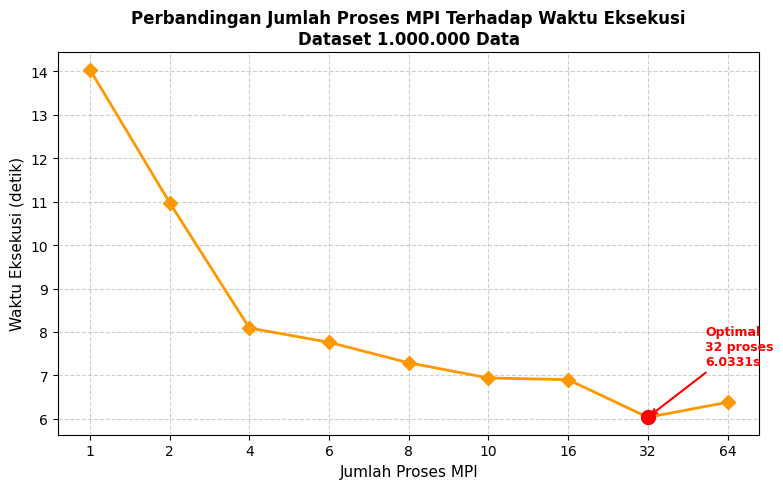 Perbandingan Jumlah Proses MPI Terhadap Waktu Eksekusi
Dataset 1.000.000 Data
Waktu Eksekusi (detik)
14
13
12
11
10
9
8
7
6
Optimal
32 proses
6.0331s
1 2 4 6 8 10 16 32 64
Jumlah Proses MPI